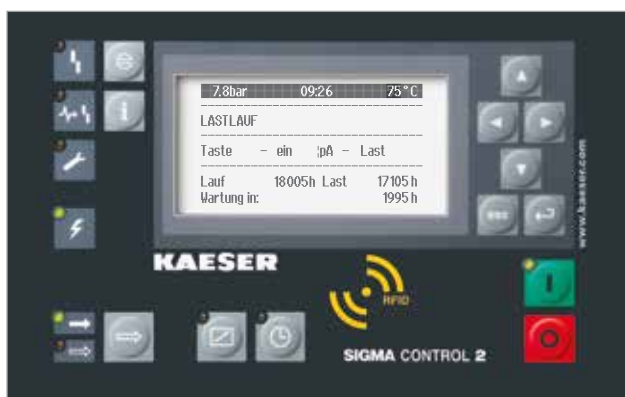 7.8bar 09:26 75°C
LASTLAUF
Taste - ein ¦pA - Last
Lauf 18005h Last 17105h
Wartung in: 1995h
esc
www.kaeser.com
KAESER
RFID
I
SIGMA CONTROL 2